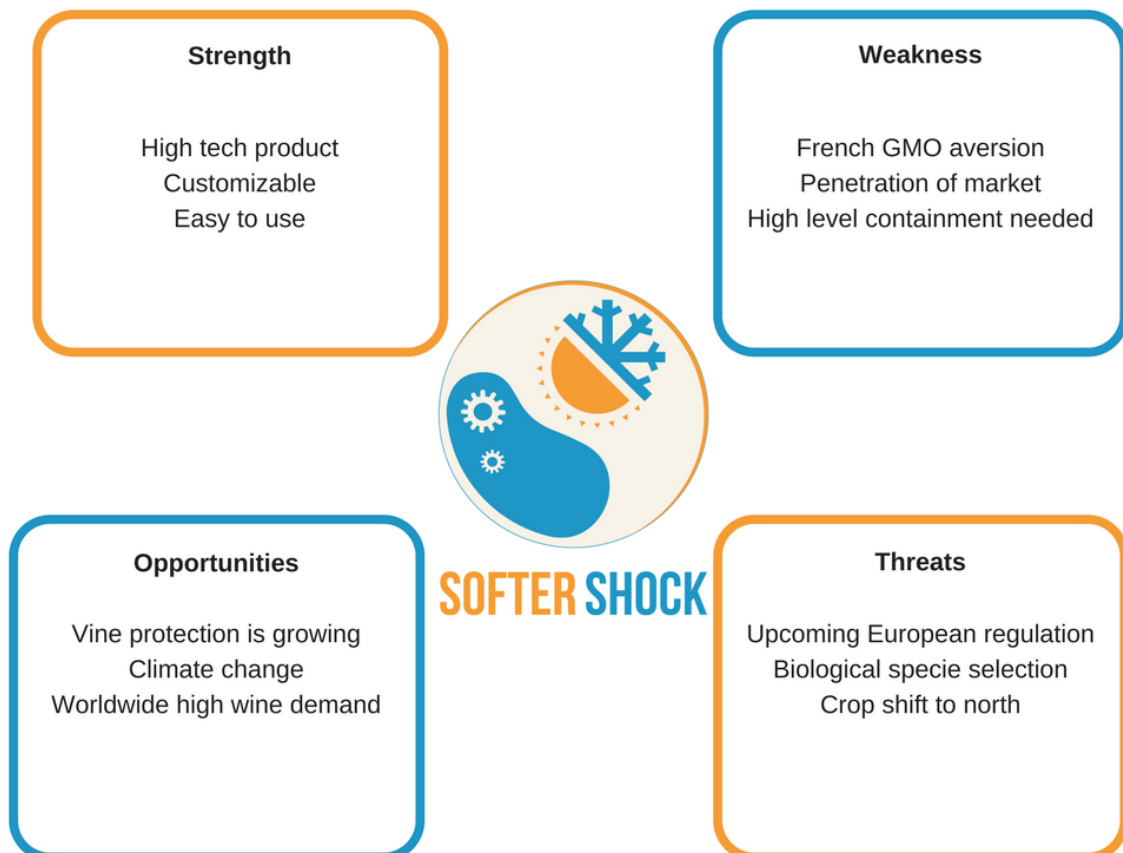 Strength
High tech product
Customizable
Easy to use
Weakness
French GMO aversion
Penetration of market
High level containment needed
SOFTER SHOCK
Opportunities
Vine protection is growing
Climate change
Worldwide high wine demand
Threats
Upcoming European regulation
Biological specie selection
Crop shift to north